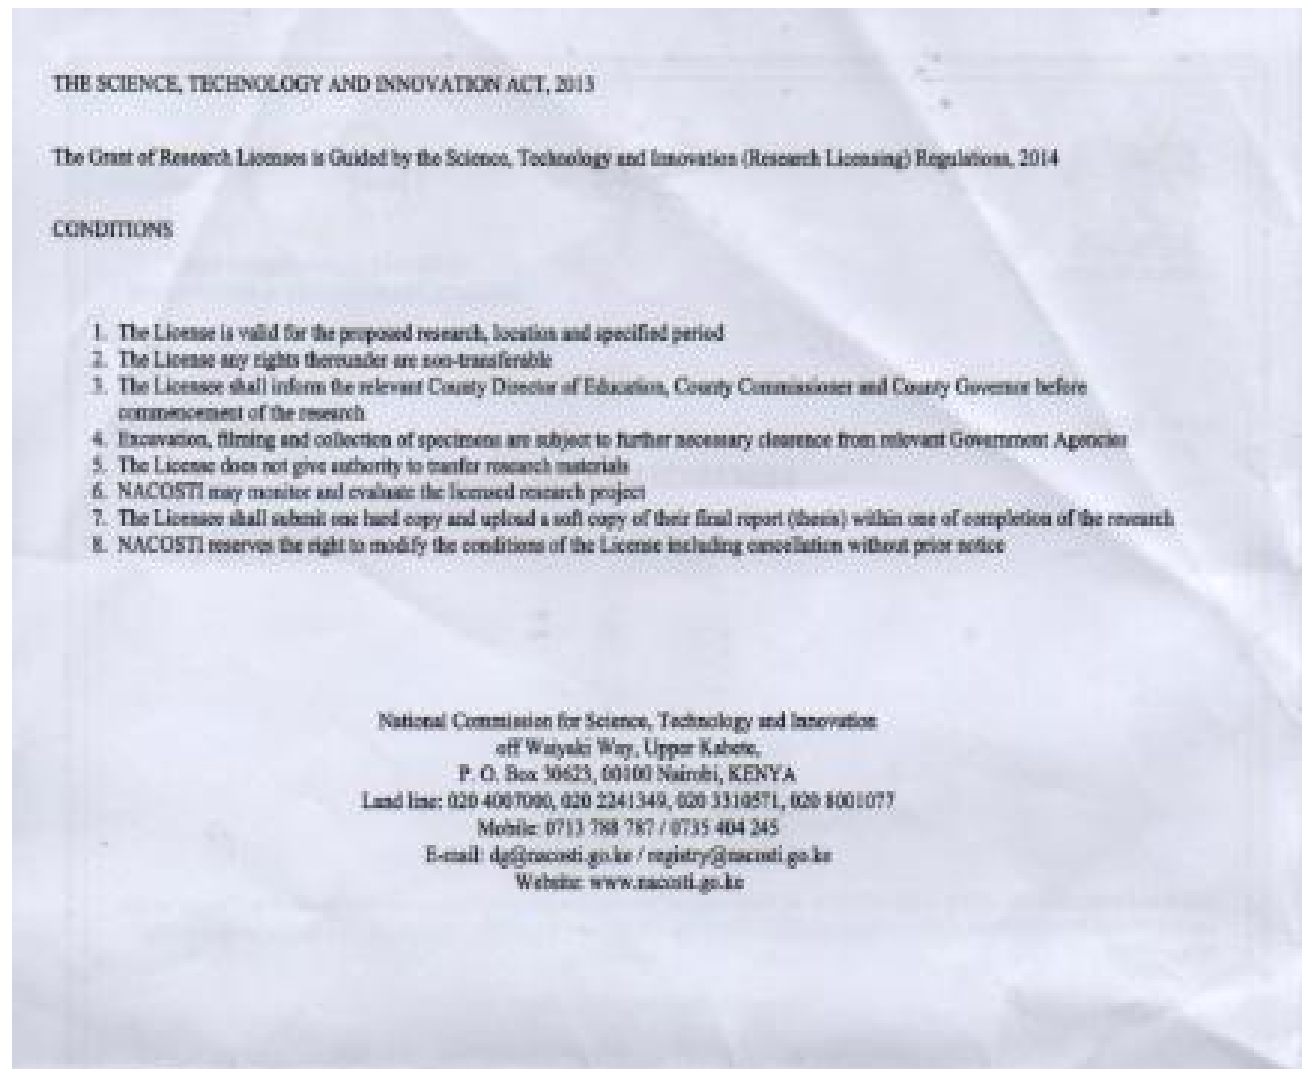 THE SCIENCE, TECHNOLOGY AND INNOVATION ACT, 2013
The Grant of Research Licenses is Guided by the Science, Technology and Innovation (Research Licensing) Regulations, 2014
CONDITIONS
1. The License is valid for the proposed research, location and specified period
2. The License any rights thereunder are non-transferable
3. The Licensee shall inform the relevant County Director of Education, County Commissioner and County Governor before
commencement of the research
4. Excavation, filming and collection of specimens are subject to further necessary clearence from relevant Government Agencies
5. The License does not give authority to tranfer research materials
6. NACOSTI may monitor and evaluate the licensed research project
7. The Licensee shall submit one hard copy and upload a soft copy of their final report (thesis) within one of completion of the research
8. NACOSTI reserves the right to modify the conditions of the License including cancellation without prior notice
National Commission for Science, Technology and Innovation
off Waiyaki Way, Upper Kabete,
P. O. Box 30623, 00100 Nairobi, KENYA
Land line: 020 4007000, 020 2241349, 020 3310571, 020 8001077
Mobile: 0713 788 787 / 0735 404 245
E-mail: dg@nacosti.go.ke / registry@nacosti.go.ke
Website: www.nacosti.go.ke